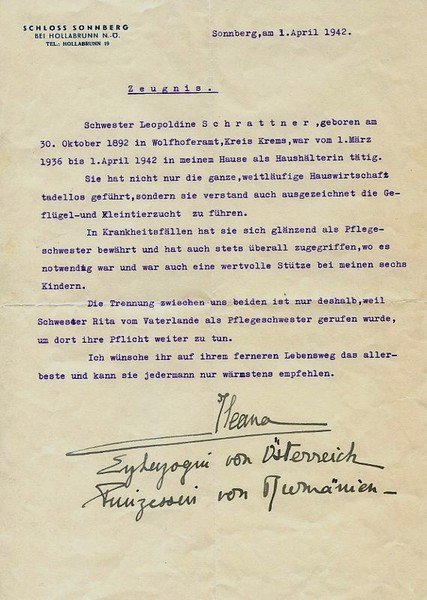 SCHLOSS SONNBERG
BEI HOLLABRUNN N.-Ö.
TEL.: HOLLABRUNN 19
Sonnberg,am 1.April 1942.
Zeugnis.
Schwester Leopoldine Schrattner,geboren am
30. Oktober 1892 in Wolfhoferamt,Kreis Krems,war vom 1.März
1936 bis 1.April 1942 in meinem Hause als Haushälterin tätig.
Sie hat nicht nur die ganze,weitläufige Hauswirtschaft
tadellos geführt,sondern sie verstand auch ausgezeichnet die Ge-
flügel-und Kleintierzucht zu führen.
In Krankheitsfällen hat sie sich glänzend als Pflege-
schwester bewährt und hat auch stets überall zugegriffen,wo es
notwendig war und war auch eine wertvolle Stütze bei meinen sechs
Kindern.
Die Trennung zwischen uns beiden ist nur deshalb,weil
Schwester Rita vom Vaterlande als Pflegeschwester gerufen wurde,
um dort ihre Pflicht weiter zu tun.
Ich wünsche ihr auf ihrem ferneren Lebensweg das aller-
beste und kann sie jedermann nur wärmstens empfehlen.
Ileana
Erzherzogin von Österreich
Prinzessin von Rumänien-